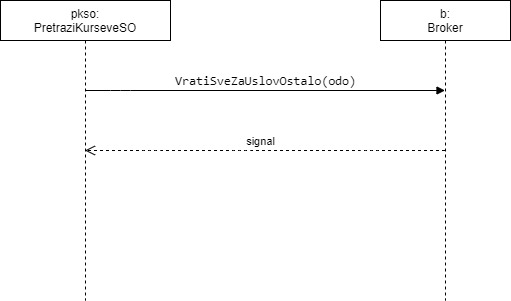 pkso:
PretraziKurseveSO
b:
Broker
VratiSveZaUslovOstalo(odo)
signal